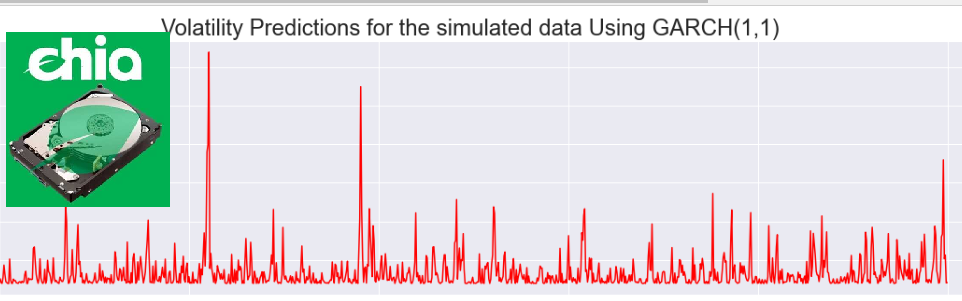 Volatility Predictions for the simulated data Using GARCH(1,1)
chia